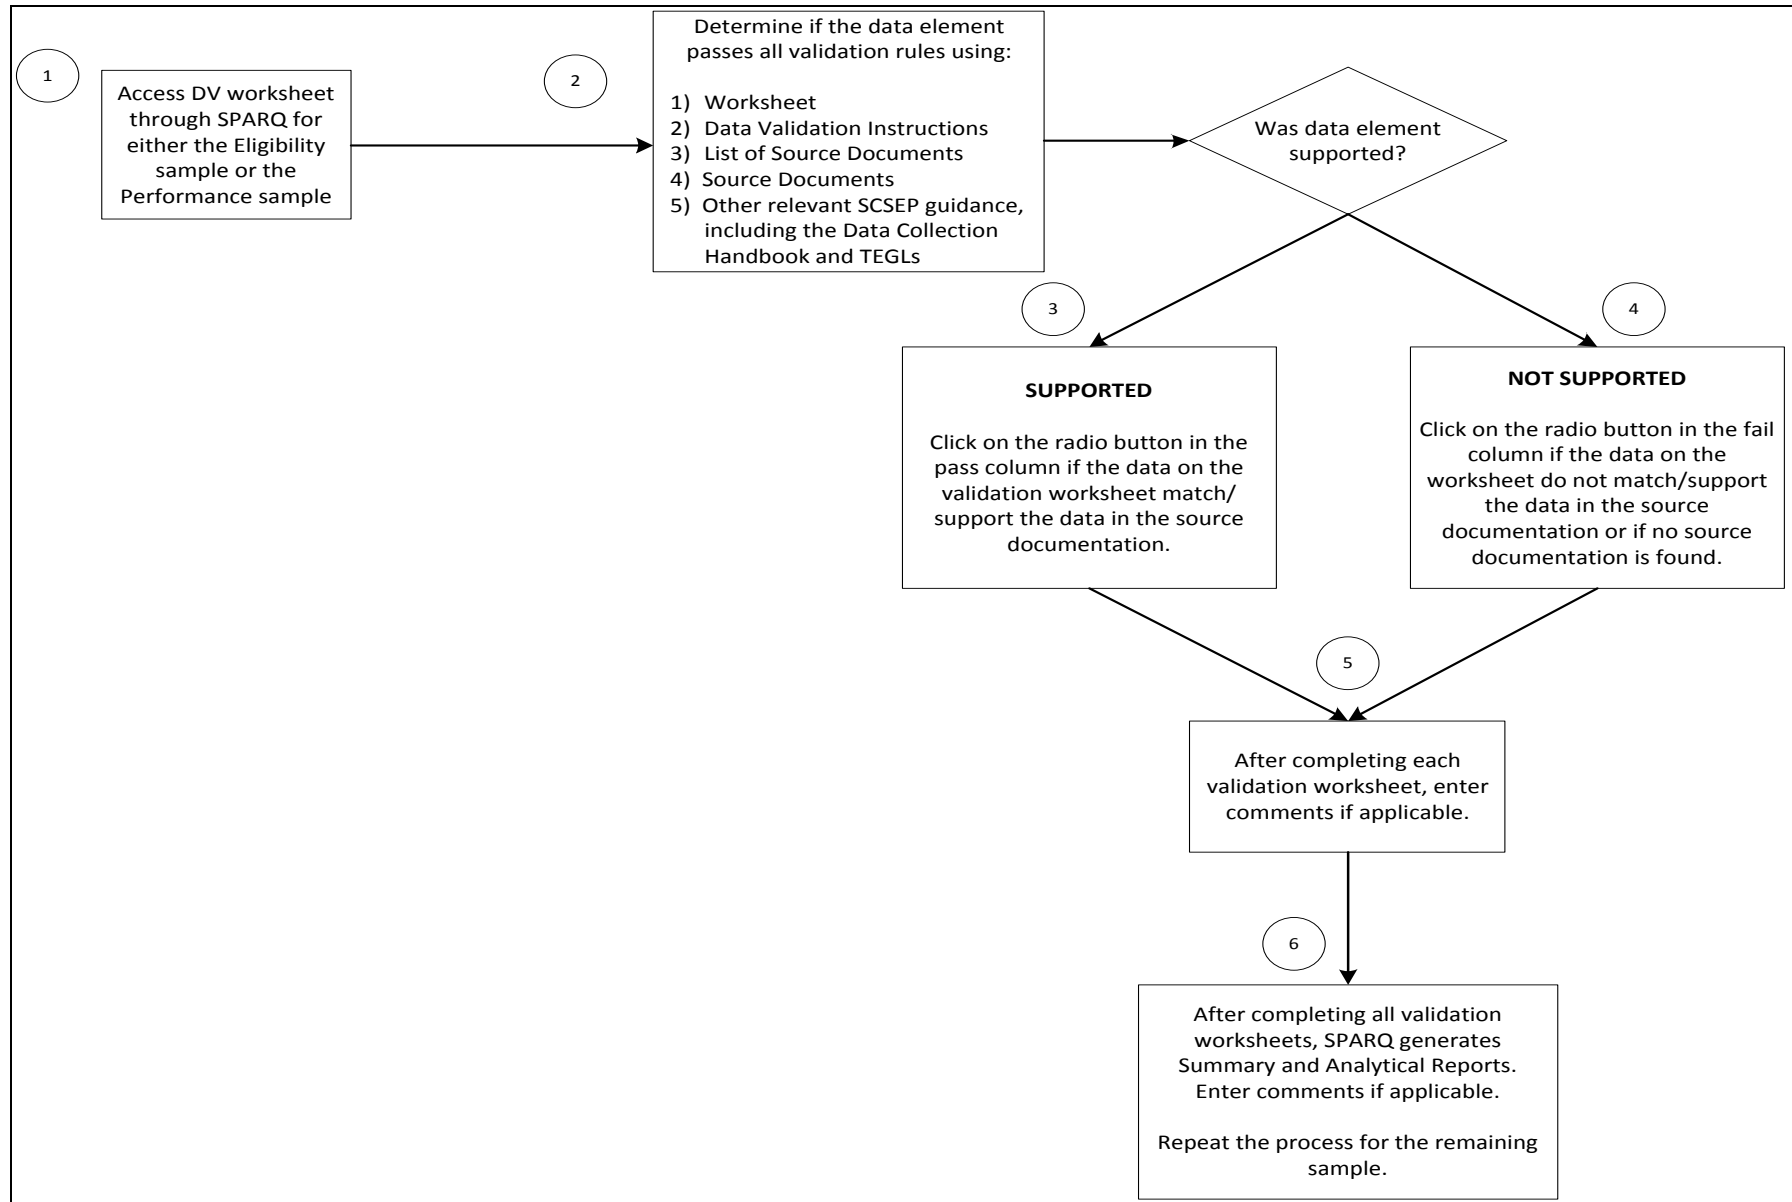 1
Access DV worksheet
through SPARQ for
either the Eligibility
sample or the
Performance sample
2
Determine if the data element
passes all validation rules using:
1) Worksheet
2) Data Validation Instructions
3) List of Source Documents
4) Source Documents
5) Other relevant SCSEP guidance,
including the Data Collection
Handbook and TEGLs
Was data element
supported?
3
SUPPORTED
Click on the radio button in the
pass column if the data on the
validation worksheet match/
support the data in the source
documentation.
4
NOT SUPPORTED
Click on the radio button in the fail
column if the data on the
worksheet do not match/support
the data in the source
documentation or if no source
documentation is found.
5
After completing each
validation worksheet, enter
comments if applicable.
6
After completing all validation
worksheets, SPARQ generates
Summary and Analytical Reports.
Enter comments if applicable.
Repeat the process for the remaining
sample.